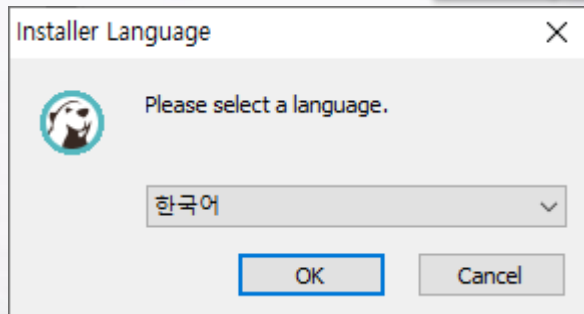 Installer Language
Please select a language.
한국어
OK
Cancel